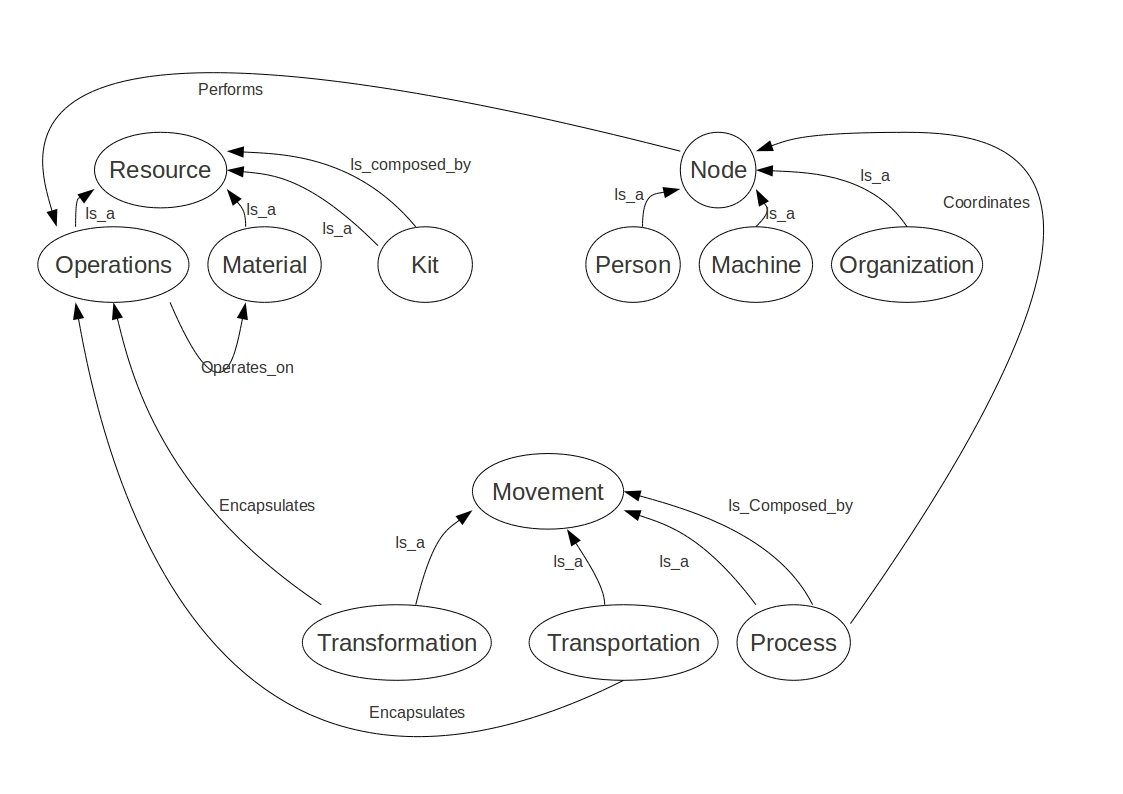 Performs
Resource
Is_composed_by
Node
Is_a
Is_a
Is_a
Is_a
Is_a
Is_a
Coordinates
Operations
Material
Kit
Person
Machine
Organization
Operates_on
Movement
Encapsulates
Is_Composed_by
Is_a
Is_a
Is_a
Transformation
Transportation
Process
Encapsulates